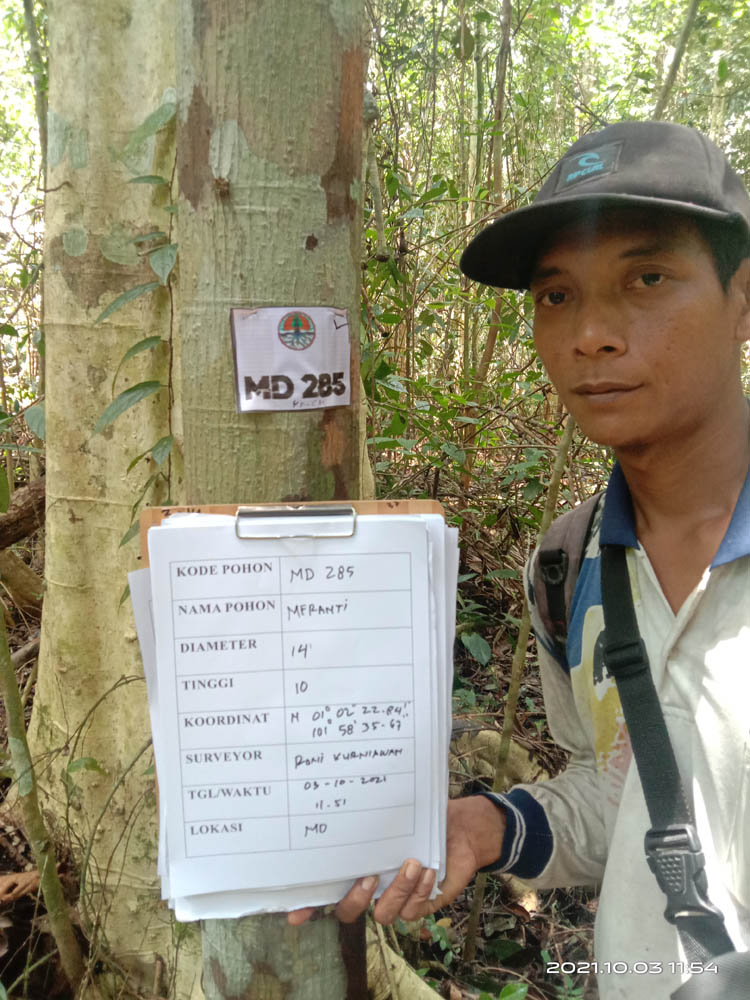 RIP CURL
MD 285
KODE POHON MD 285
NAMA POHON MERANTI
DIAMETER 14
TINGGI 10
KOORDINAT N 01° 02' 22.84"
101° 58' 35.67"
SURVEYOR RONI KURNIAWAN
TGL/WAKTU 03-10-2021
11.51
LOKASI MD
2021.10.03 11:54